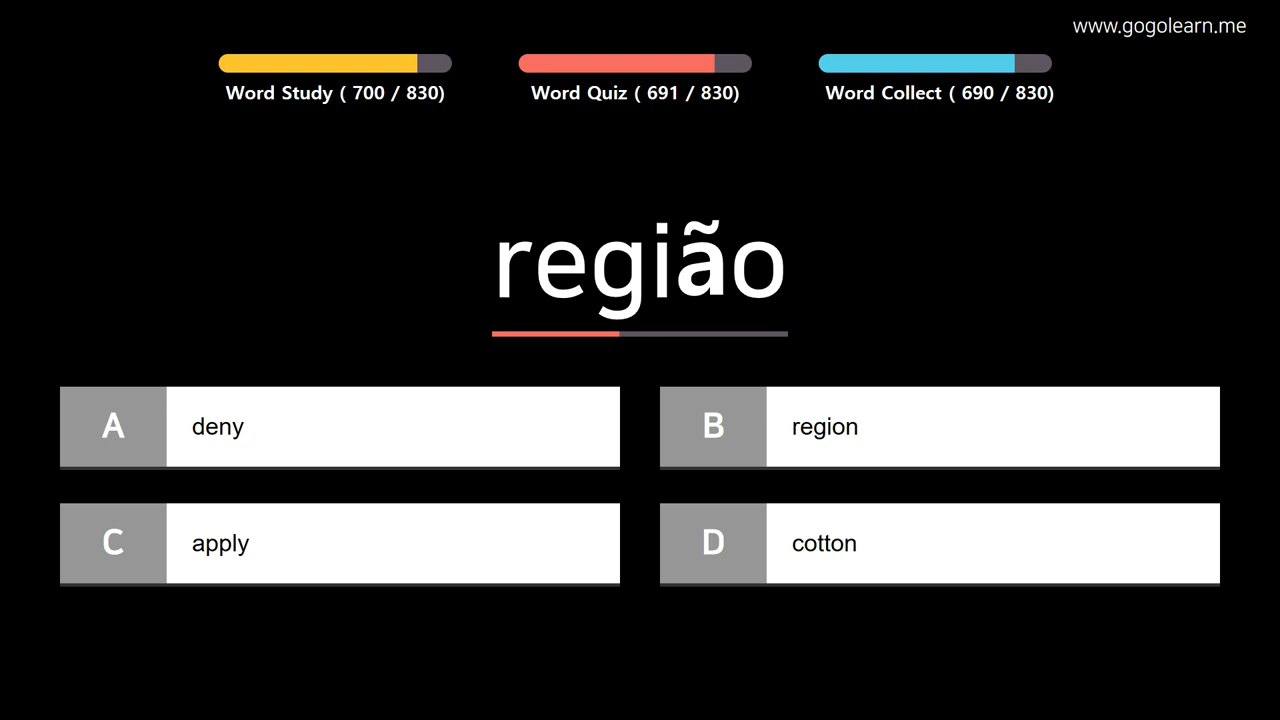 www.gogolearn.me
Word Study ( 700 / 830)
Word Quiz ( 691 / 830)
Word Collect ( 690 / 830)
região
A deny
B region
C apply
D cotton